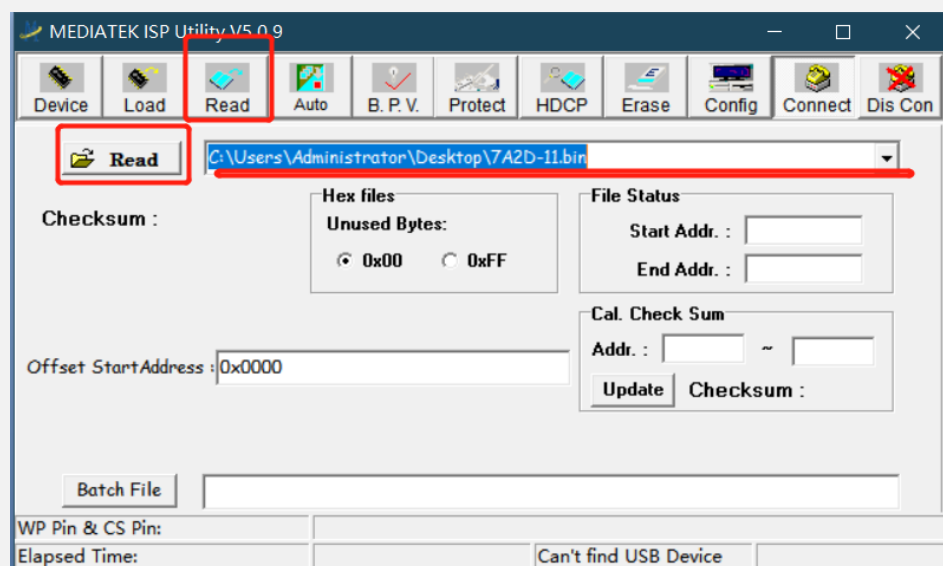 MEDIATEK ISP Utility V5.0.9
Device Load Read Auto B. P. V. Protect HDCP Erase Config Connect Dis Con
Read C:\Users\Administrator\Desktop\7A2D-11.bin
Checksum :
Hex files
Unused Bytes:
0x00 0xFF
File Status
Start Addr. :
End Addr. :
Cal. Check Sum
Addr. : ~
Update Checksum :
Offset StartAddress : 0x0000
Batch File
WP Pin & CS Pin:
Elapsed Time: Can't find USB Device